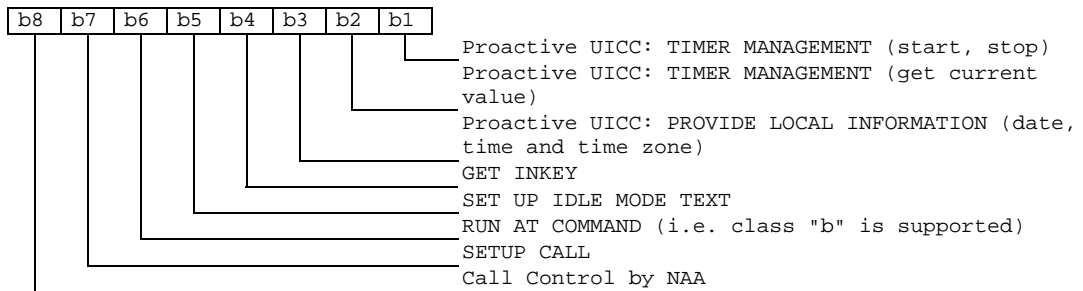 b8 b7 b6 b5 b4 b3 b2 b1
Proactive UICC: TIMER MANAGEMENT (start, stop)
Proactive UICC: TIMER MANAGEMENT (get current
value)
Proactive UICC: PROVIDE LOCAL INFORMATION (date,
time and time zone)
GET INKEY
SET UP IDLE MODE TEXT
RUN AT COMMAND (i.e. class "b" is supported)
SETUP CALL
Call Control by NAA